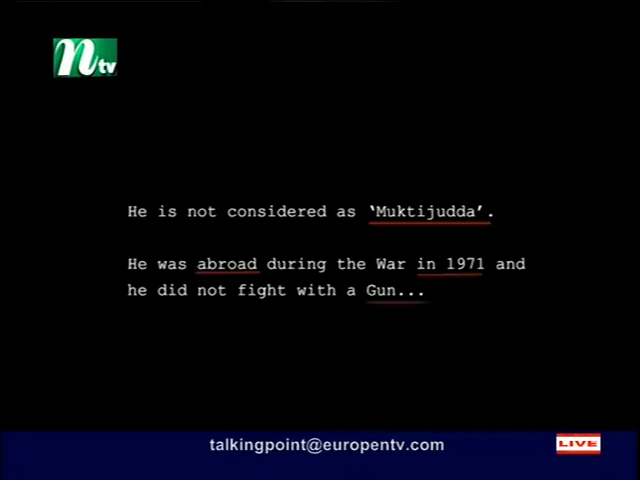 ntv
He is not considered as ‘Muktijudda’.
He was abroad during the War in 1971 and
he did not fight with a Gun...
talkingpoint@europentv.com
LIVE